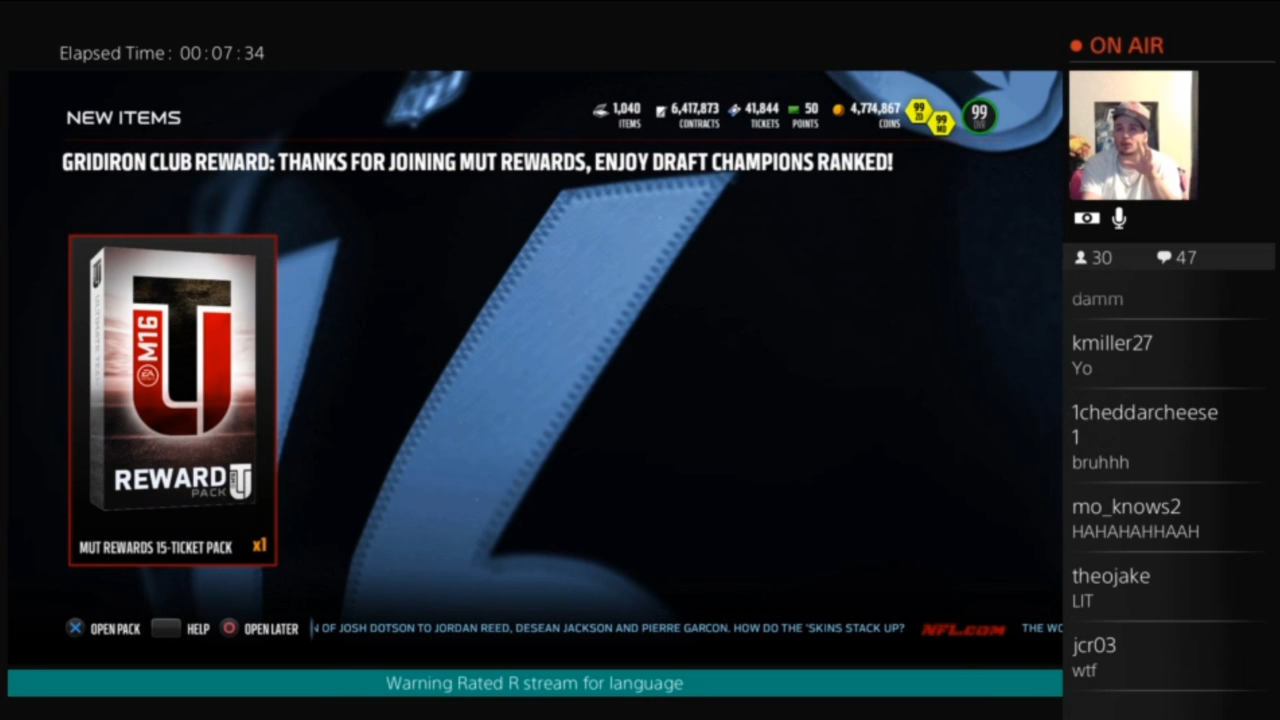 Elapsed Time: 00:07:34
ON AIR
NEW ITEMS
1,040 ITEMS
6,417,873 CONTRACTS
41,844 TICKETS
50 POINTS
4,774,867 COINS
99
99
99
GRIDIRON CLUB REWARD: THANKS FOR JOINING MUT REWARDS, ENJOY DRAFT CHAMPIONS RANKED!
M16
EA
REWARD
PACK
MUT REWARDS 15-TICKET PACK x1
OPEN PACK HELP OPEN LATER
OF JOSH DOTSON TO JORDAN REED, DESEAN JACKSON AND PIERRE GARCON. HOW DO THE 'SKINS STACK UP? NFL.COM THE WO
Warning Rated R stream for language
30 47
damm
kmiller27
Yo
1cheddarcheese
1
bruhhh
mo_knows2
HAHAHAHHAAH
theojake
LIT
jcr03
wtf